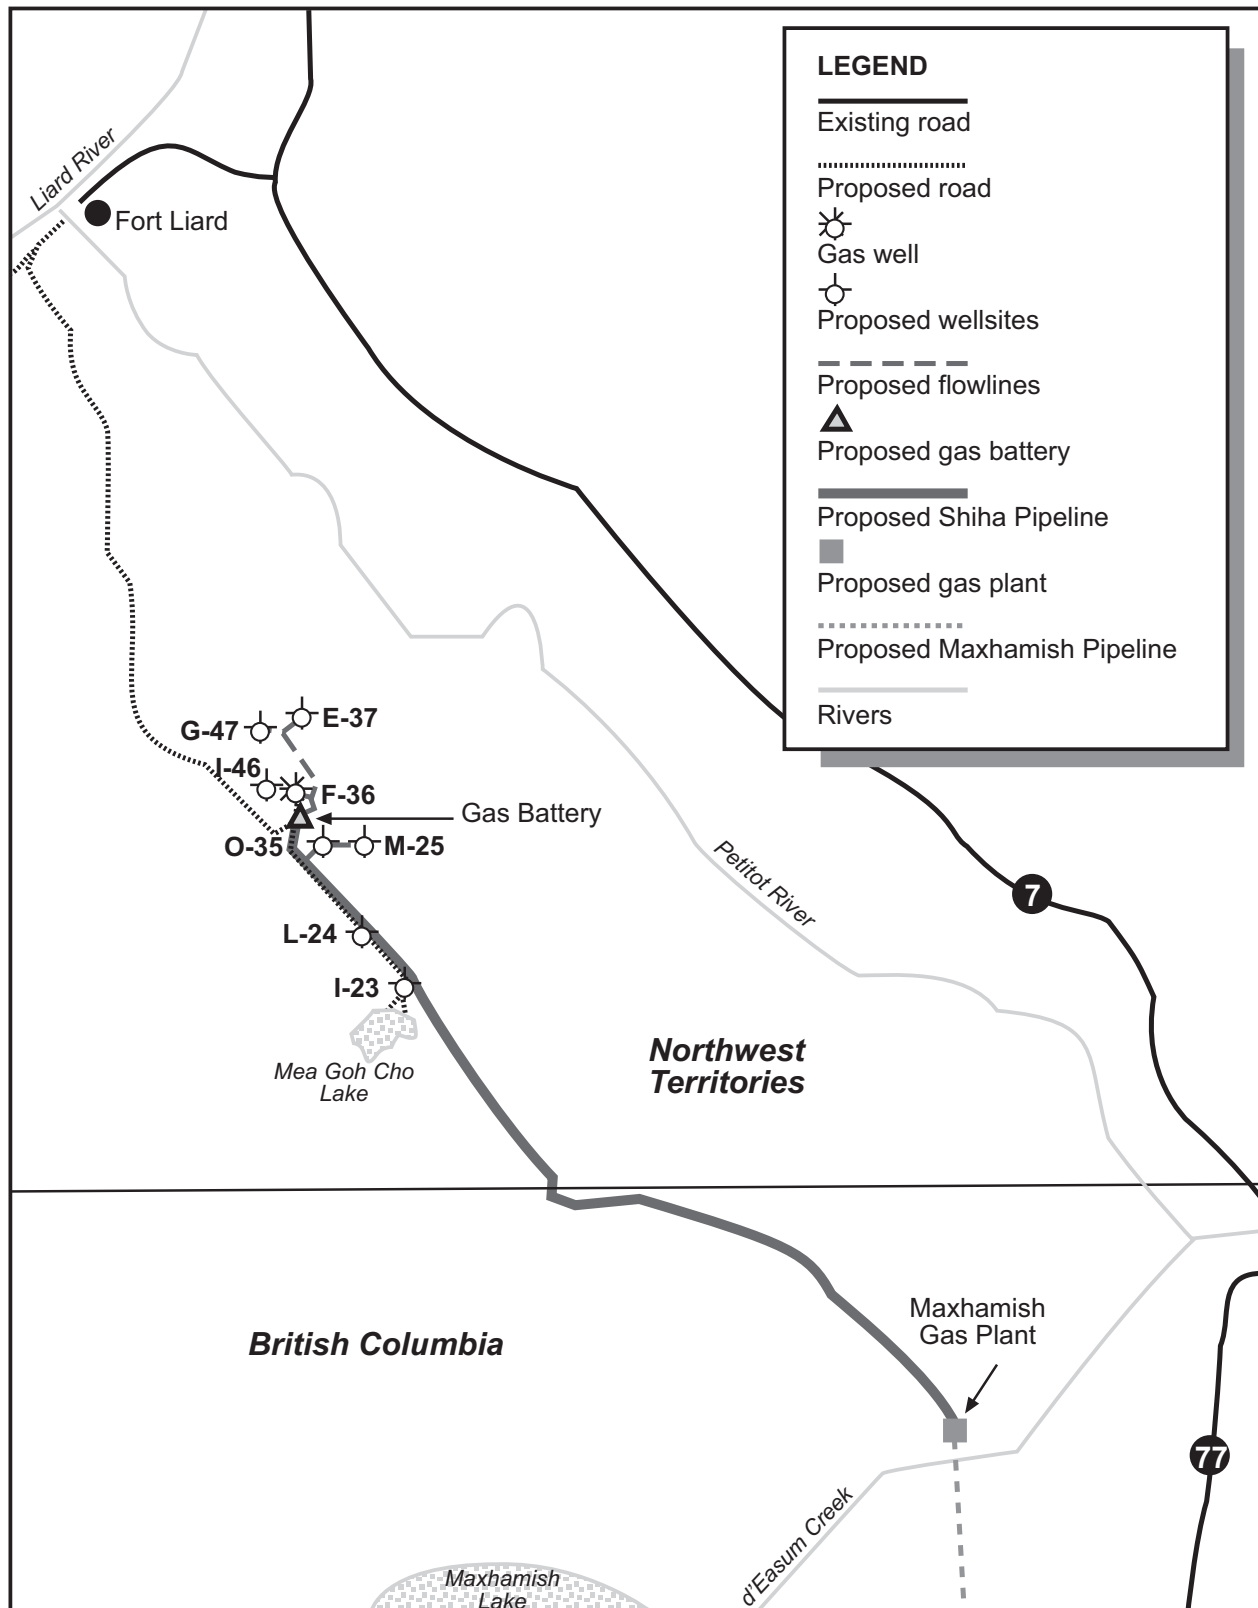 LEGEND
Existing road
Proposed road
Gas well
Proposed wellsites
Proposed flowlines
Proposed gas battery
Proposed Shiha Pipeline
Proposed gas plant
Proposed Maxhamish Pipeline
Rivers
Liard River
Fort Liard
G-47
E-37
I-46
F-36
Gas Battery
O-35
M-25
L-24
I-23
Mea Goh Cho
Lake
Petitot River
7
Northwest
Territories
British Columbia
Maxhamish
Gas Plant
77
d'Easum Creek
Maxhamish
Lake